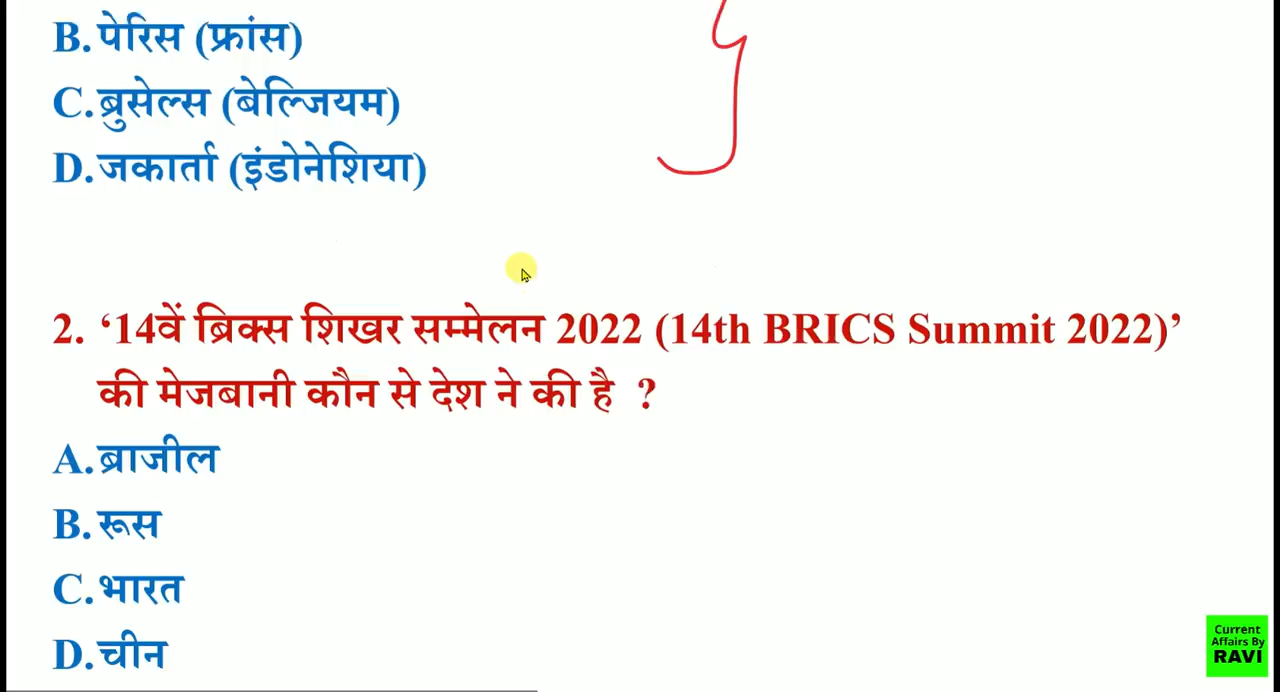 B. पेरिस (फ्रांस)
C. ब्रुसेल्स (बेल्जियम)
D. जकार्ता (इंडोनेशिया)
2. ‘14वें ब्रिक्स शिखर सम्मेलन 2022 (14th BRICS Summit 2022)’
की मेजबानी कौन से देश ने की है ?
A. ब्राजील
B. रूस
C. भारत
D. चीन
Current
Affairs By
RAVI